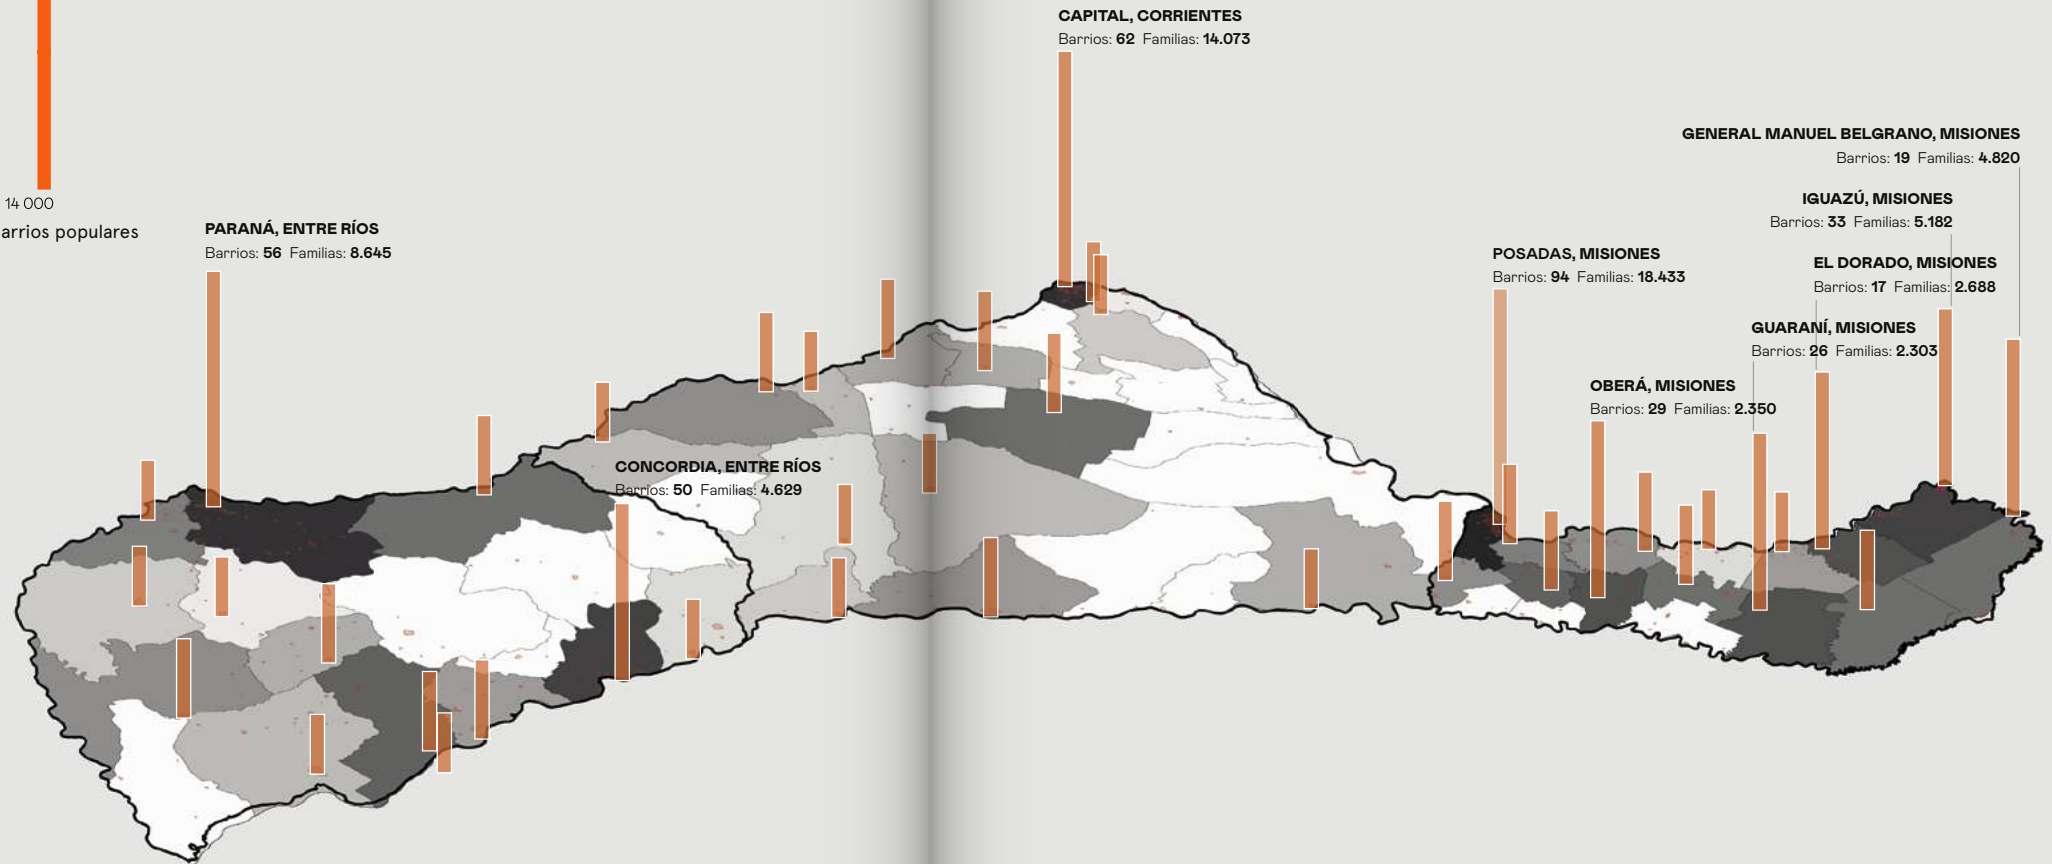 14 000
arrios populares
PARANÁ, ENTRE RÍOS
Barrios: 56 Familias: 8.645
CONCORDIA, ENTRE RÍOS
Barrios: 50 Familias: 4.629
CAPITAL, CORRIENTES
Barrios: 62 Familias: 14.073
POSADAS, MISIONES
Barrios: 94 Familias: 18.433
GENERAL MANUEL BELGRANO, MISIONES
Barrios: 19 Familias: 4.820
IGUAZÚ, MISIONES
Barrios: 33 Familias: 5.182
EL DORADO, MISIONES
Barrios: 17 Familias: 2.688
GUARANÍ, MISIONES
Barrios: 26 Familias: 2.303
OBERÁ, MISIONES
Barrios: 29 Familias: 2.350